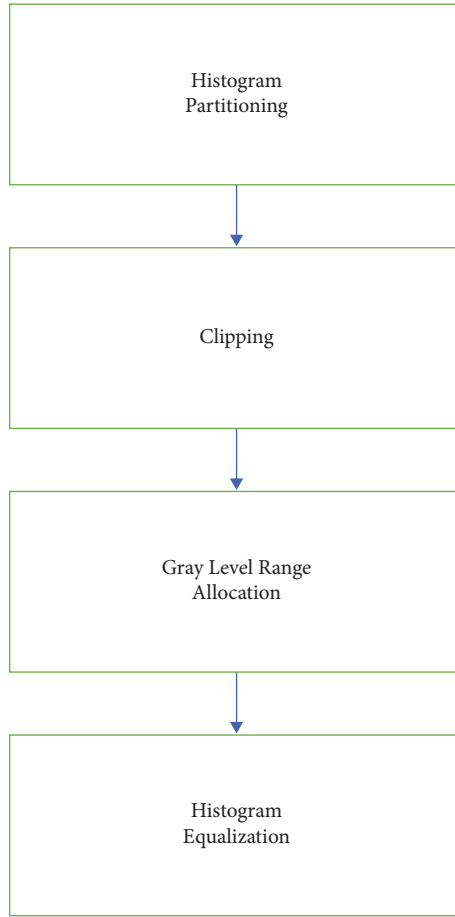 Histogram
Partitioning
Clipping
Gray Level Range
Allocation
Histogram
Equalization